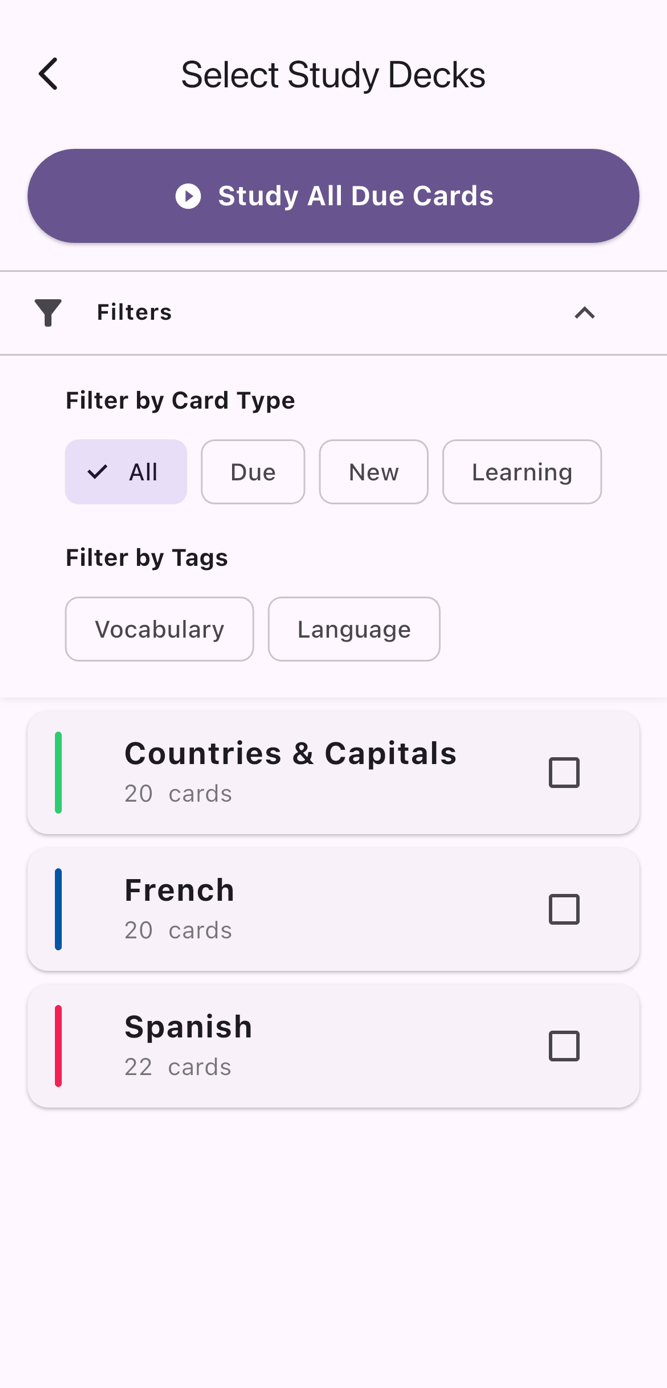 Select Study Decks
Study All Due Cards
Filters
Filter by Card Type
All Due New Learning
Filter by Tags
Vocabulary Language
Countries & Capitals
20 cards
French
20 cards
Spanish
22 cards